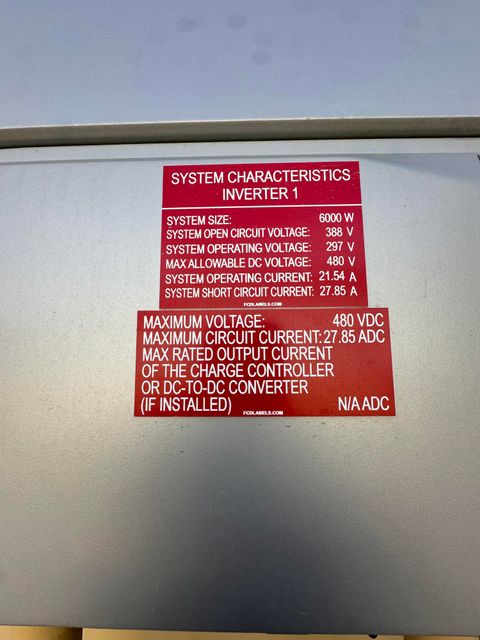 SYSTEM CHARACTERISTICS
INVERTER 1
SYSTEM SIZE: 6000 W
SYSTEM OPEN CIRCUIT VOLTAGE: 388 V
SYSTEM OPERATING VOLTAGE: 297 V
MAX ALLOWABLE DC VOLTAGE: 480 V
SYSTEM OPERATING CURRENT: 21.54 A
SYSTEM SHORT CIRCUIT CURRENT: 27.85 A
FCDLABELS.COM
MAXIMUM VOLTAGE: 480 VDC
MAXIMUM CIRCUIT CURRENT: 27.85 ADC
MAX RATED OUTPUT CURRENT
OF THE CHARGE CONTROLLER
OR DC-TO-DC CONVERTER
(IF INSTALLED) N/A ADC
FCDLABELS.COM